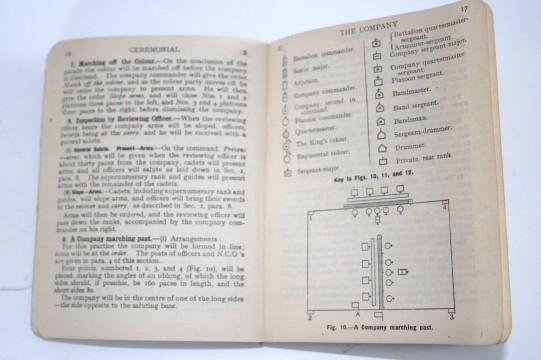 16 CEREMONIAL
7. Marching off the Colour.—On the conclusion of the
parade the colour will be marched off before the company
is dismissed. The company commander will give the order
March off the colour, and as the colour party moves off he
will order the company to present arms. He will then
give the order Slope arms, and will close Nos. 1 and 2
platoons three paces to the left, and Nos. 3 and 4 platoons
three paces to the right, before dismissing the company.
8. Inspection by Reviewing Officer.—When the reviewing
officer nears the company arms will be sloped, officers,
swords being at the carry, and he will be received with a
general salute.
(i) General Salute. Present—Arms.—On the command, Present
—arms, which will be given when the reviewing officer is
about thirty paces from the company, cadets will present
arms, and all officers will salute as laid down in Sec. 2,
para. 8. The supernumerary rank and guides will present
arms with the remainder of the cadets.
Slope—Arms.—Cadets, including supernumerary rank and
guides, will slope arms, and officers will bring their swords
to the recover and carry, as described in Sec. 2, para. 8.
Arms will then be ordered, and the reviewing officer will
pass down the ranks, accompanied by the company com-
mander on his right.
9. A Company marching past.—(i) Arrangements:
For this practice the company will be formed in line;
arms will be at the order. The posts of officers and N.C.O.'s
are given in para. 4 of this section.
Four points, numbered 1, 2, 3, and 4 (Fig. 10), will be
placed, marking the angles of an oblong, of which the long
sides should, if possible, be 160 paces in length, and the
short sides 80.
The company will be in the centre of one of the long sides
—the side opposite to the saluting base.
THE COMPANY 17
Battalion commander.
Senior major.
Adjutant.
Company commander.
Company second in
command.
Platoon commander.
Quartermaster.
The King's colour.
Regimental colour.
Sergeant-major.
Battalion quartermaster-
sergeant.
Armourer-sergeant.
Company sergeant-major.
Company quartermaster
sergeant.
Platoon sergeant.
Bandmaster.
Band sergeant.
Bandsman.
Sergeant-drummer.
Drummer.
Private, rear rank
Key to Figs. 10, 11, and 12.
4
A
2
3
Fig. 10.—A Company marching past.